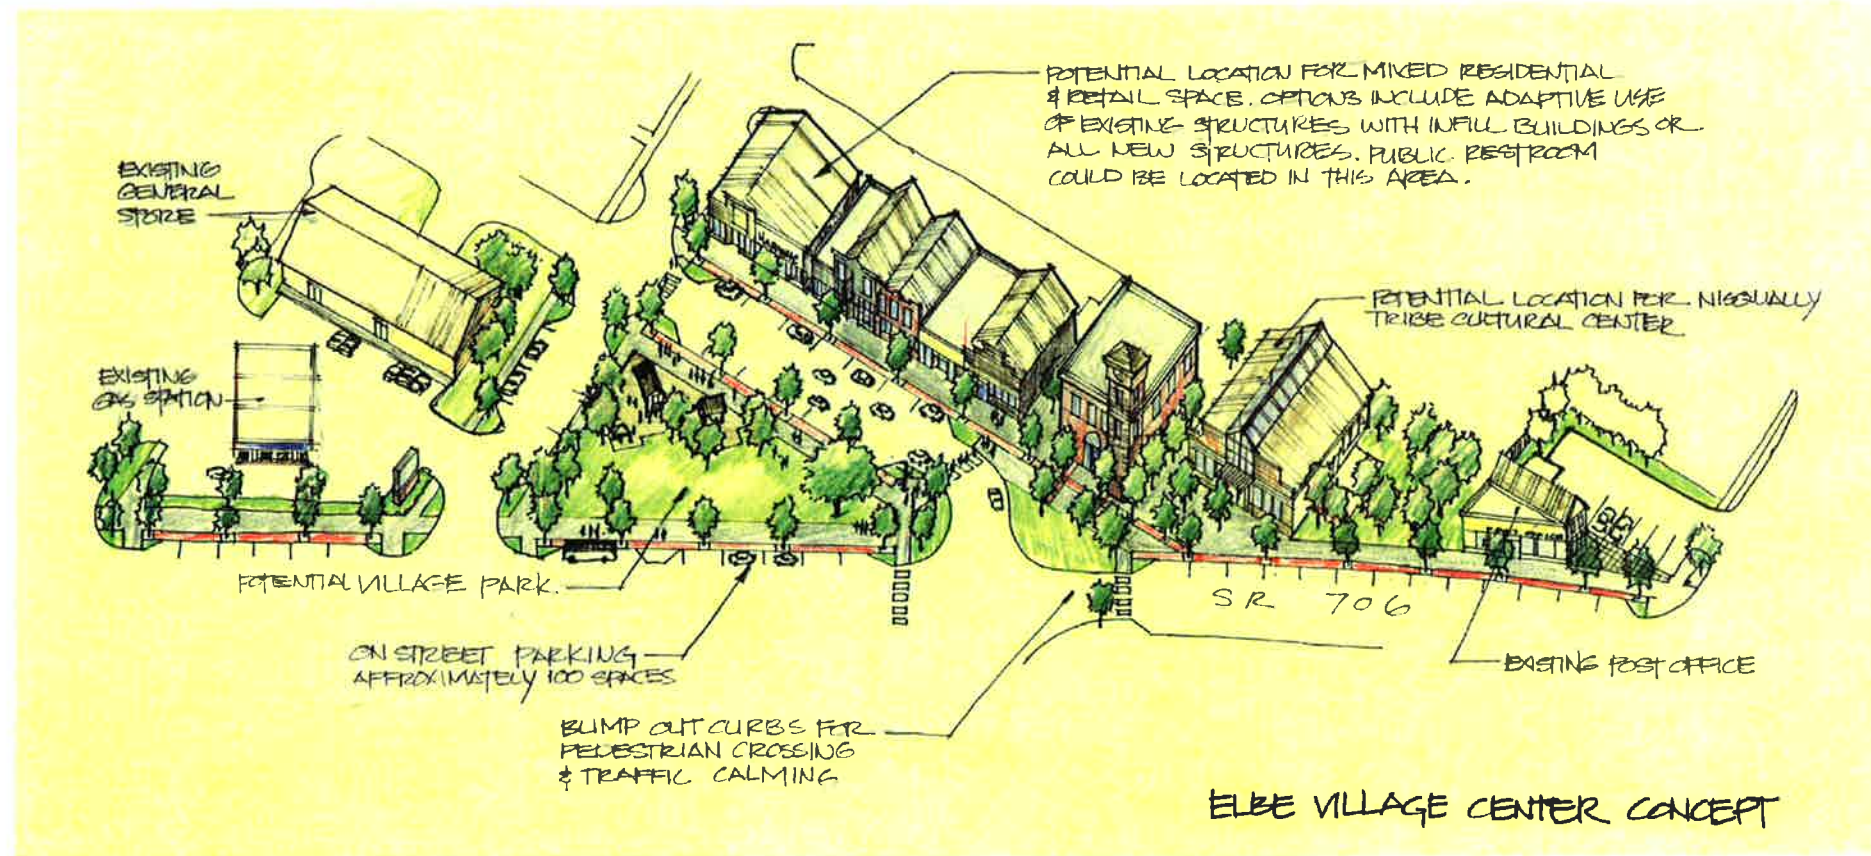 POTENTIAL LOCATION FOR MIXED RESIDENTIAL
& RETAIL SPACE. OPTIONS INCLUDE ADAPTIVE USE
OF EXISTING STRUCTURES WITH INFILL BUILDINGS OR
ALL NEW STRUCTURES. PUBLIC RESTROOM
COULD BE LOCATED IN THIS AREA.
EXISTING
GENERAL
STORE
POTENTIAL LOCATION FOR NISQUALLY
TRIBE CULTURAL CENTER
EXISTING
GAS STATION
POTENTIAL VILLAGE PARK.
SR 706
ON STREET PARKING
APPROXIMATELY 100 SPACES
EXISTING POST OFFICE
BUMP OUT CURBS FOR
PEDESTRIAN CROSSING
& TRAFFIC CALMING
ELBE VILLAGE CENTER CONCEPT